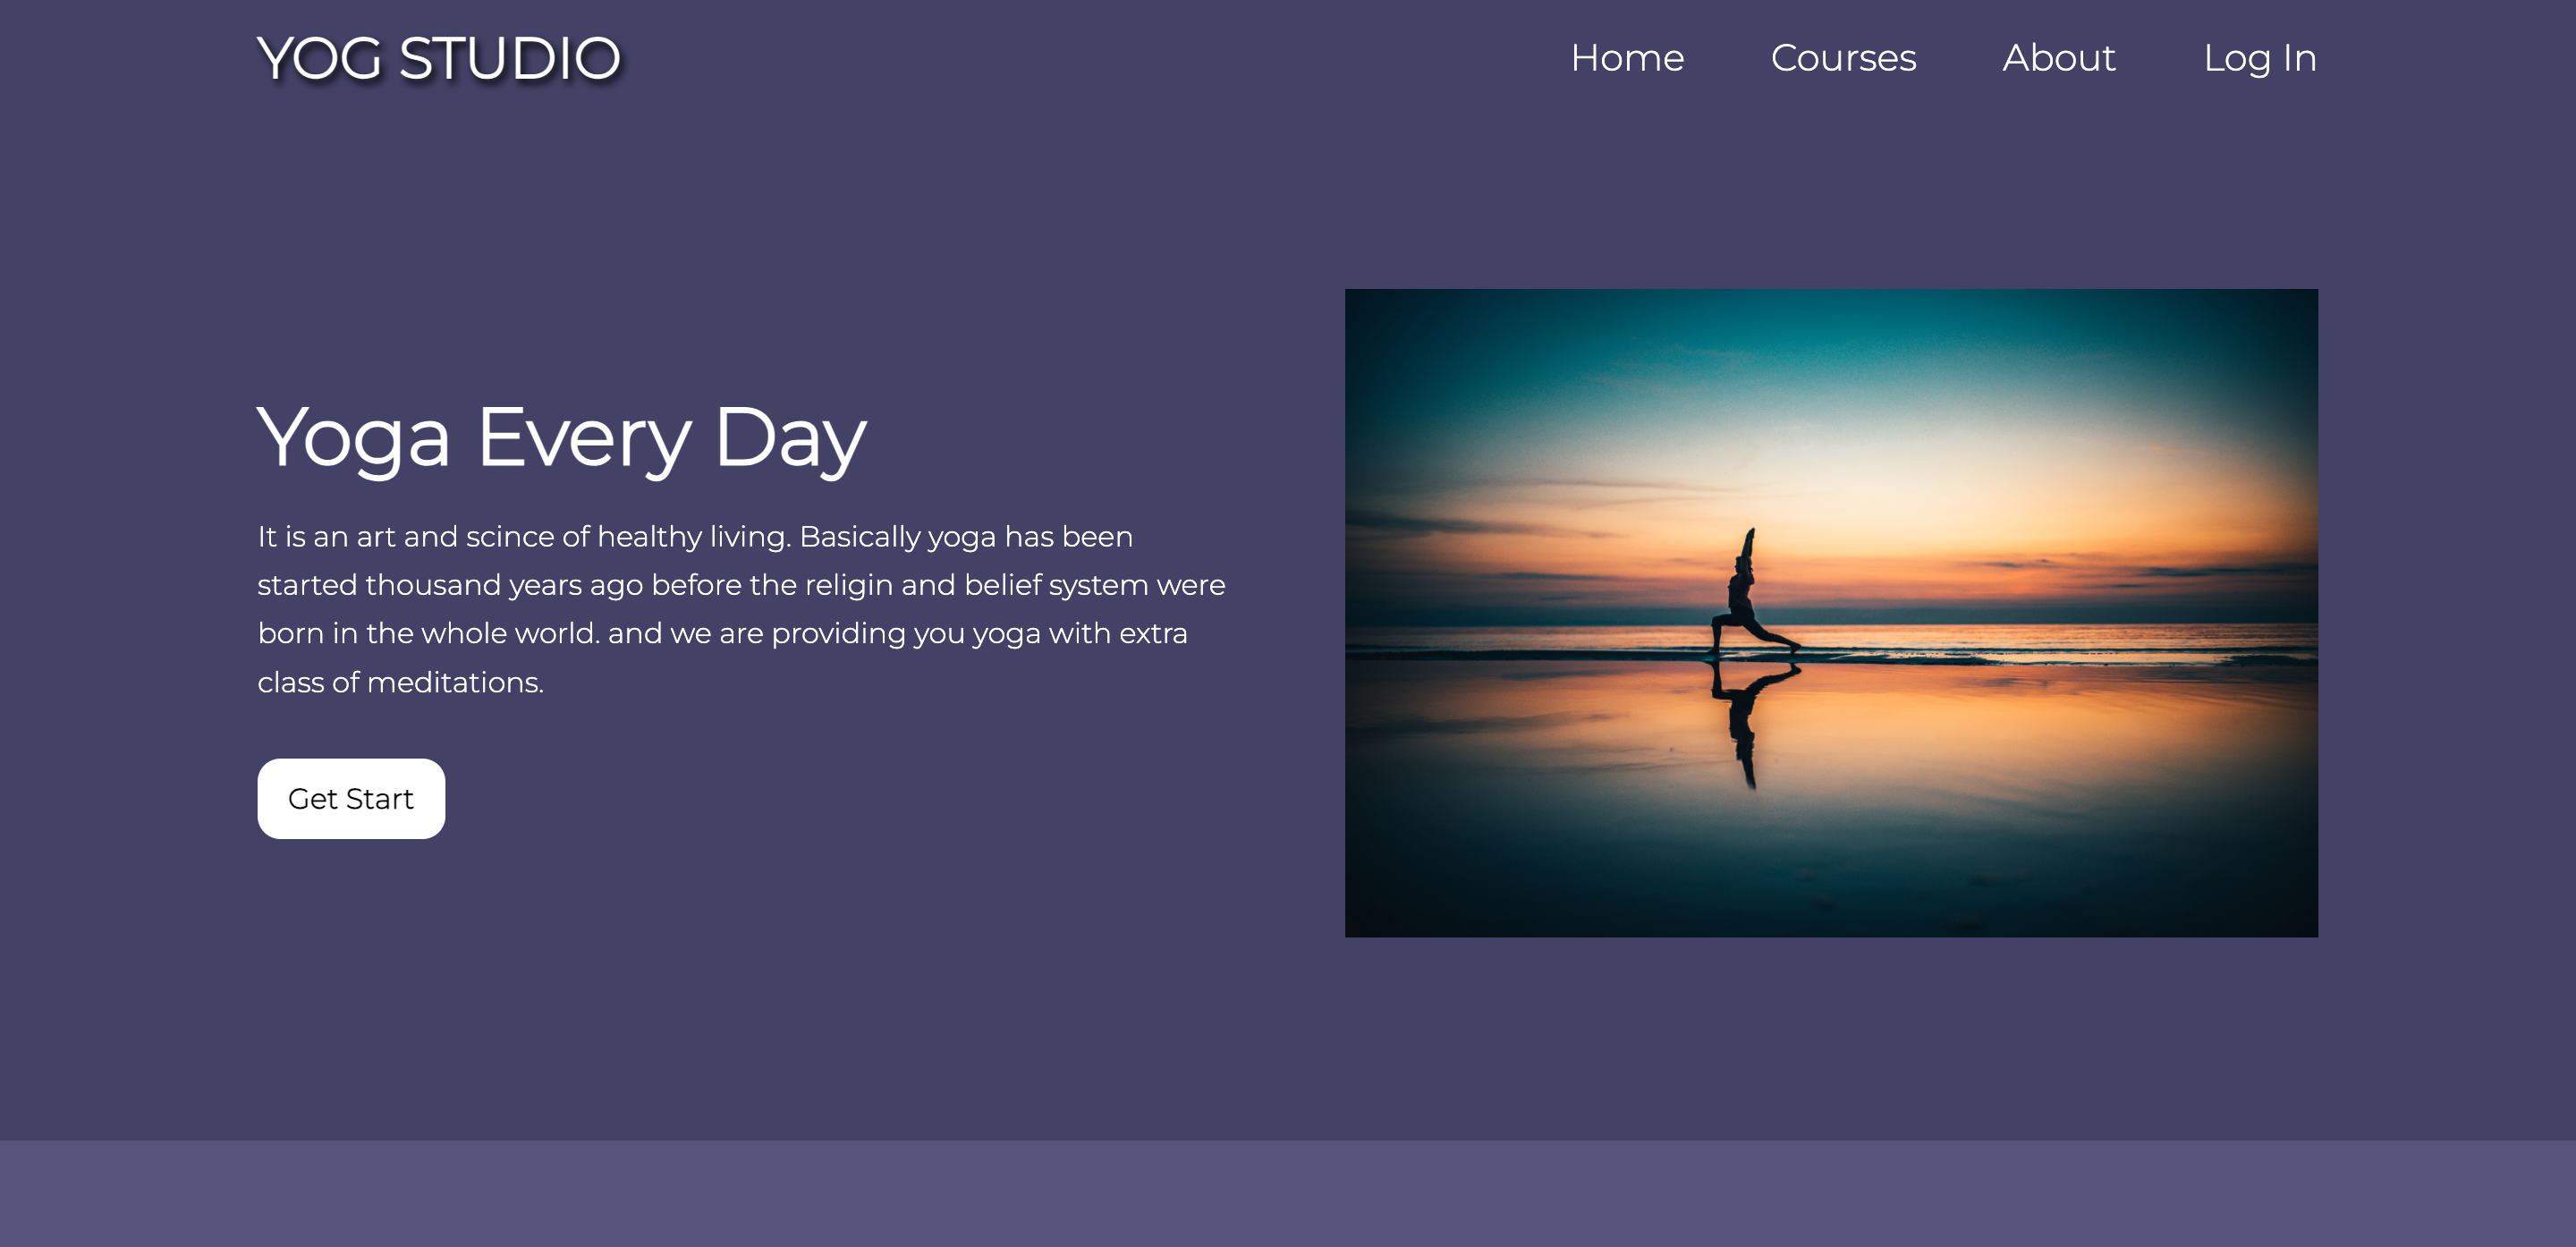 YOG STUDIO
Home Courses About Log In
Yoga Every Day
It is an art and scince of healthy living. Basically yoga has been
started thousand years ago before the religin and belief system were
born in the whole world. and we are providing you yoga with extra
class of meditations.
Get Start